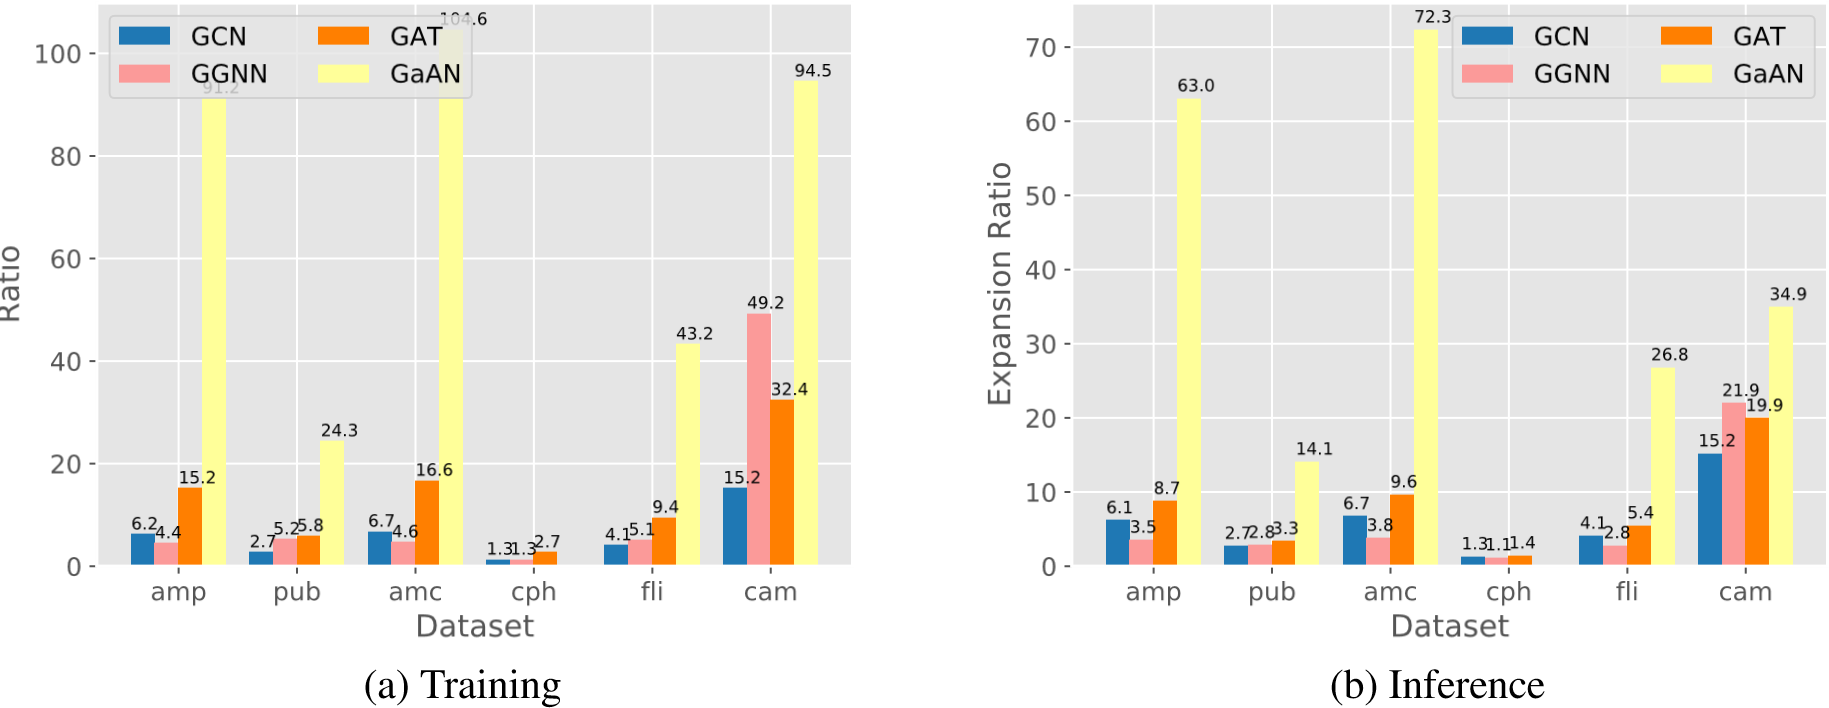 GCN GAT
GGNN GaAN
104.6
91.2
94.5
49.2
43.2
32.4
24.3
16.6
15.2
15.2
6.2 4.4
2.7 5.2 5.8
6.7 4.6
1.3 1.3 2.7
4.1 5.1 9.4
100
80
60
40
20
0
Ratio
amp pub amc cph fli cam
Dataset
(a) Training
GCN GAT
GGNN GaAN
72.3
63.0
34.9
26.8
21.9
19.9
15.2
14.1
6.1 3.5 8.7
2.7 2.8 3.3
6.7 3.8 9.6
1.3 1.1 1.4
4.1 2.8 5.4
70
60
50
40
30
20
10
0
Expansion Ratio
amp pub amc cph fli cam
Dataset
(b) Inference